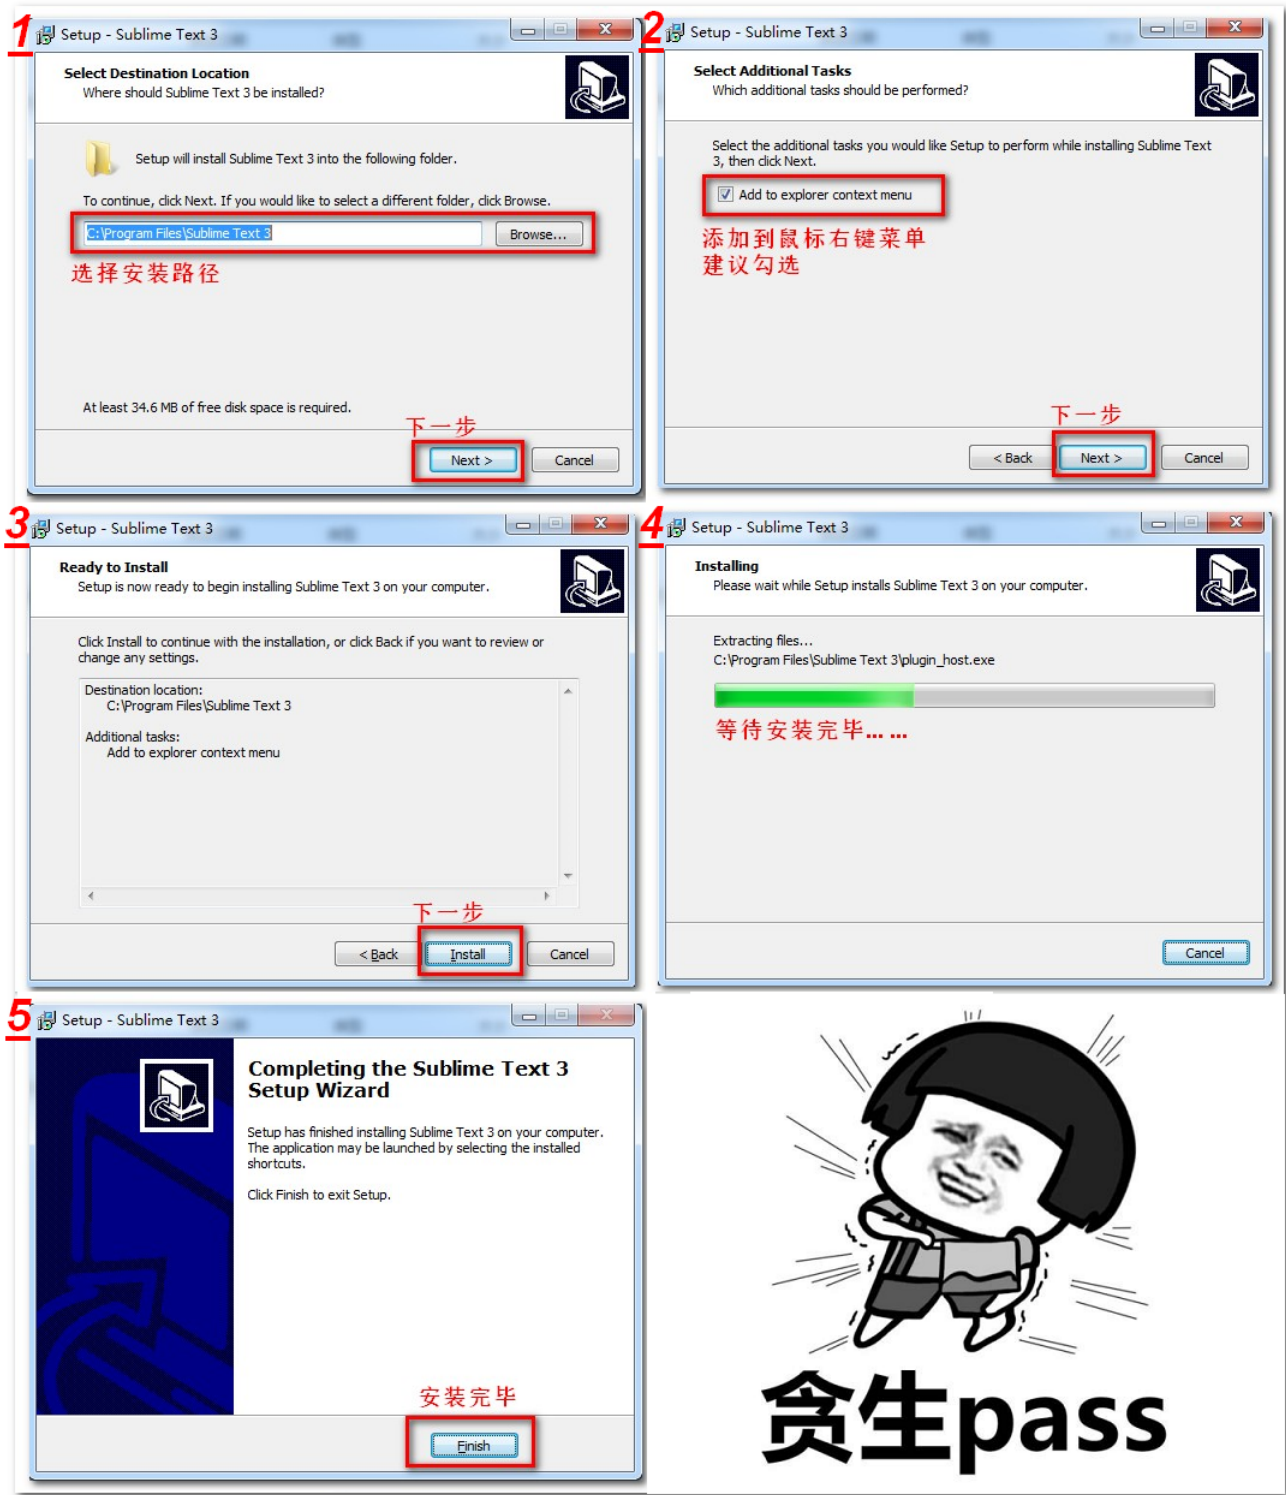 1
Setup - Sublime Text 3
Select Destination Location
Where should Sublime Text 3 be installed?
Setup will install Sublime Text 3 into the following folder.
To continue, click Next. If you would like to select a different folder, click Browse.
C:\Program Files\Sublime Text 3
Browse...
选择安装路径
At least 34.6 MB of free disk space is required.
下一步
Next >
Cancel
2
Setup - Sublime Text 3
Select Additional Tasks
Which additional tasks should be performed?
Select the additional tasks you would like Setup to perform while installing Sublime Text
3, then click Next.
Add to explorer context menu
添加到鼠标右键菜单
建议勾选
下一步
< Back
Next >
Cancel
3
Setup - Sublime Text 3
Ready to Install
Setup is now ready to begin installing Sublime Text 3 on your computer.
Click Install to continue with the installation, or click Back if you want to review or
change any settings.
Destination location:
C:\Program Files\Sublime Text 3
Additional tasks:
Add to explorer context menu
下一步
< Back
Install
Cancel
4
Setup - Sublime Text 3
Installing
Please wait while Setup installs Sublime Text 3 on your computer.
Extracting files...
C:\Program Files\Sublime Text 3\plugin_host.exe
等待安装完毕... ...
Cancel
5
Setup - Sublime Text 3
Completing the Sublime Text 3
Setup Wizard
Setup has finished installing Sublime Text 3 on your computer.
The application may be launched by selecting the installed
shortcuts.
Click Finish to exit Setup.
安装完毕
Finish
贪生pass